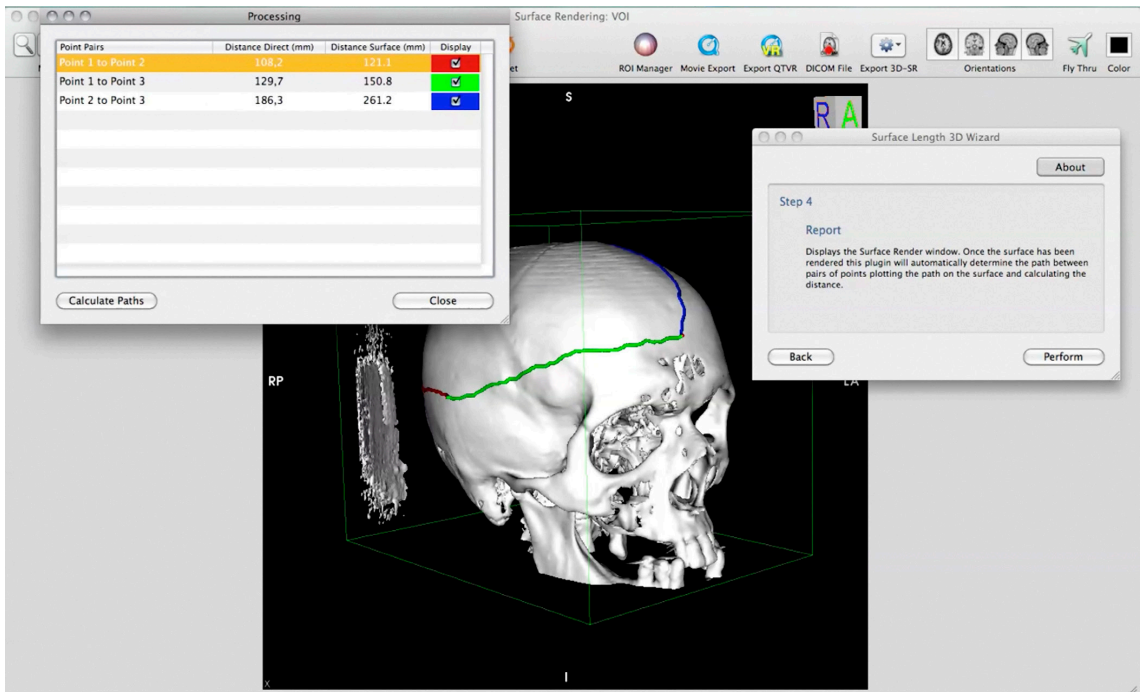 Processing
Surface Rendering: VOI
Point Pairs Distance Direct (mm) Distance Surface (mm) Display
Point 1 to Point 2 108,2 121.1
Point 1 to Point 3 129,7 150.8
Point 2 to Point 3 186,3 261.2
Calculate Paths Close
et
ROI Manager Movie Export Export QTVR DICOM File Export 3D-SR Orientations Fly Thru Color
VR
S
R A
Surface Length 3D Wizard
About
Step 4
Report
Displays the Surface Render window. Once the surface has been
rendered this plugin will automatically determine the path between
pairs of points plotting the path on the surface and calculating the
distance.
Back Perform
RP
LA
X
I